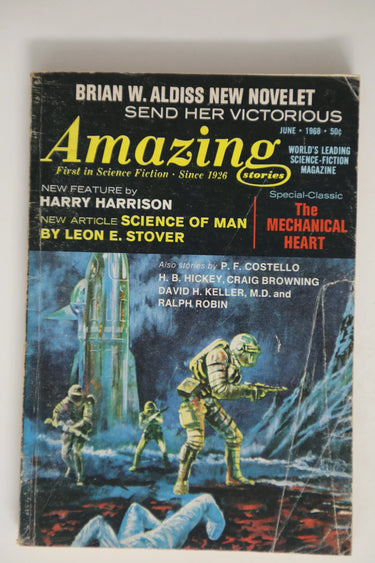 BRIAN W. ALDISS NEW NOVELET
SEND HER VICTORIOUS
JUNE • 1968 • 50¢
Amazing
stories
First in Science Fiction • Since 1926
WORLD'S LEADING
SCIENCE-FICTION
MAGAZINE
NEW FEATURE by
HARRY HARRISON
NEW ARTICLE SCIENCE OF MAN
BY LEON E. STOVER
Special-Classic
The
MECHANICAL
HEART
Also stories by P. F. COSTELLO
H. B. HICKEY, CRAIG BROWNING
DAVID H. KELLER, M.D. and
RALPH ROBIN